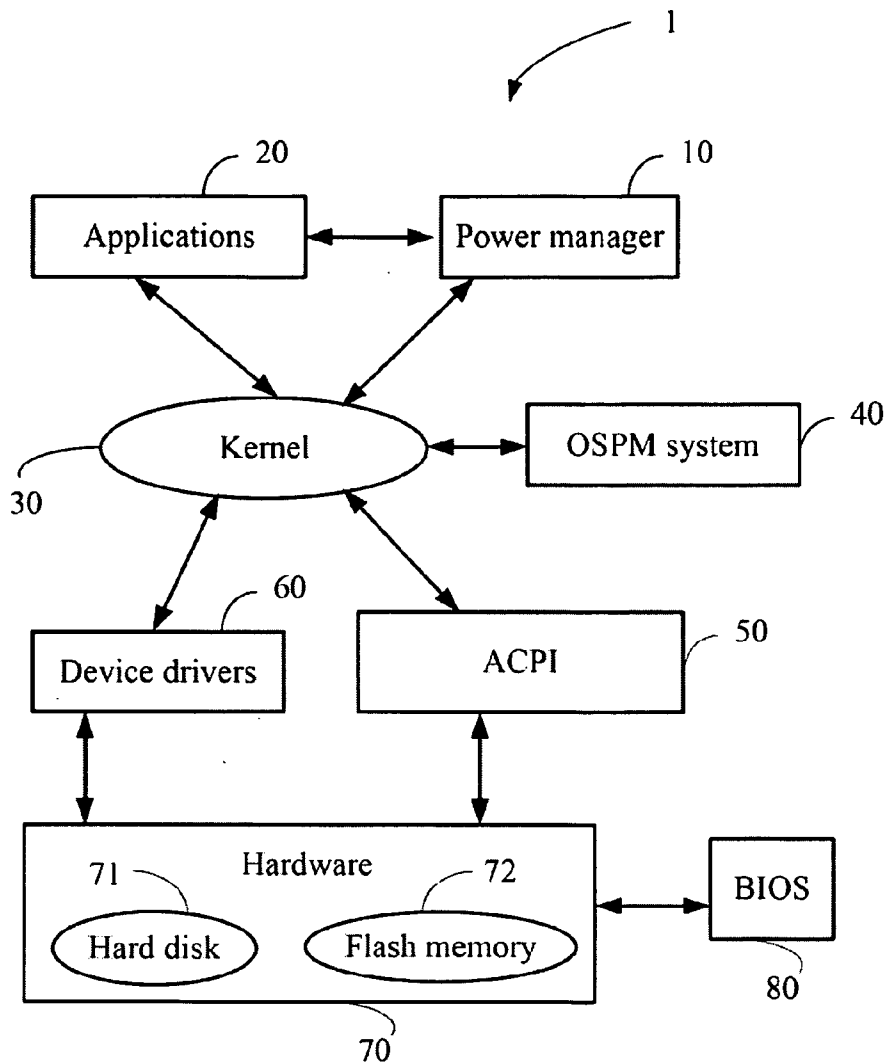 1
20
10
Applications
Power manager
Kernel
OSPM system
40
30
60
50
Device drivers
ACPI
Hardware
71
72
Hard disk
Flash memory
BIOS
80
70